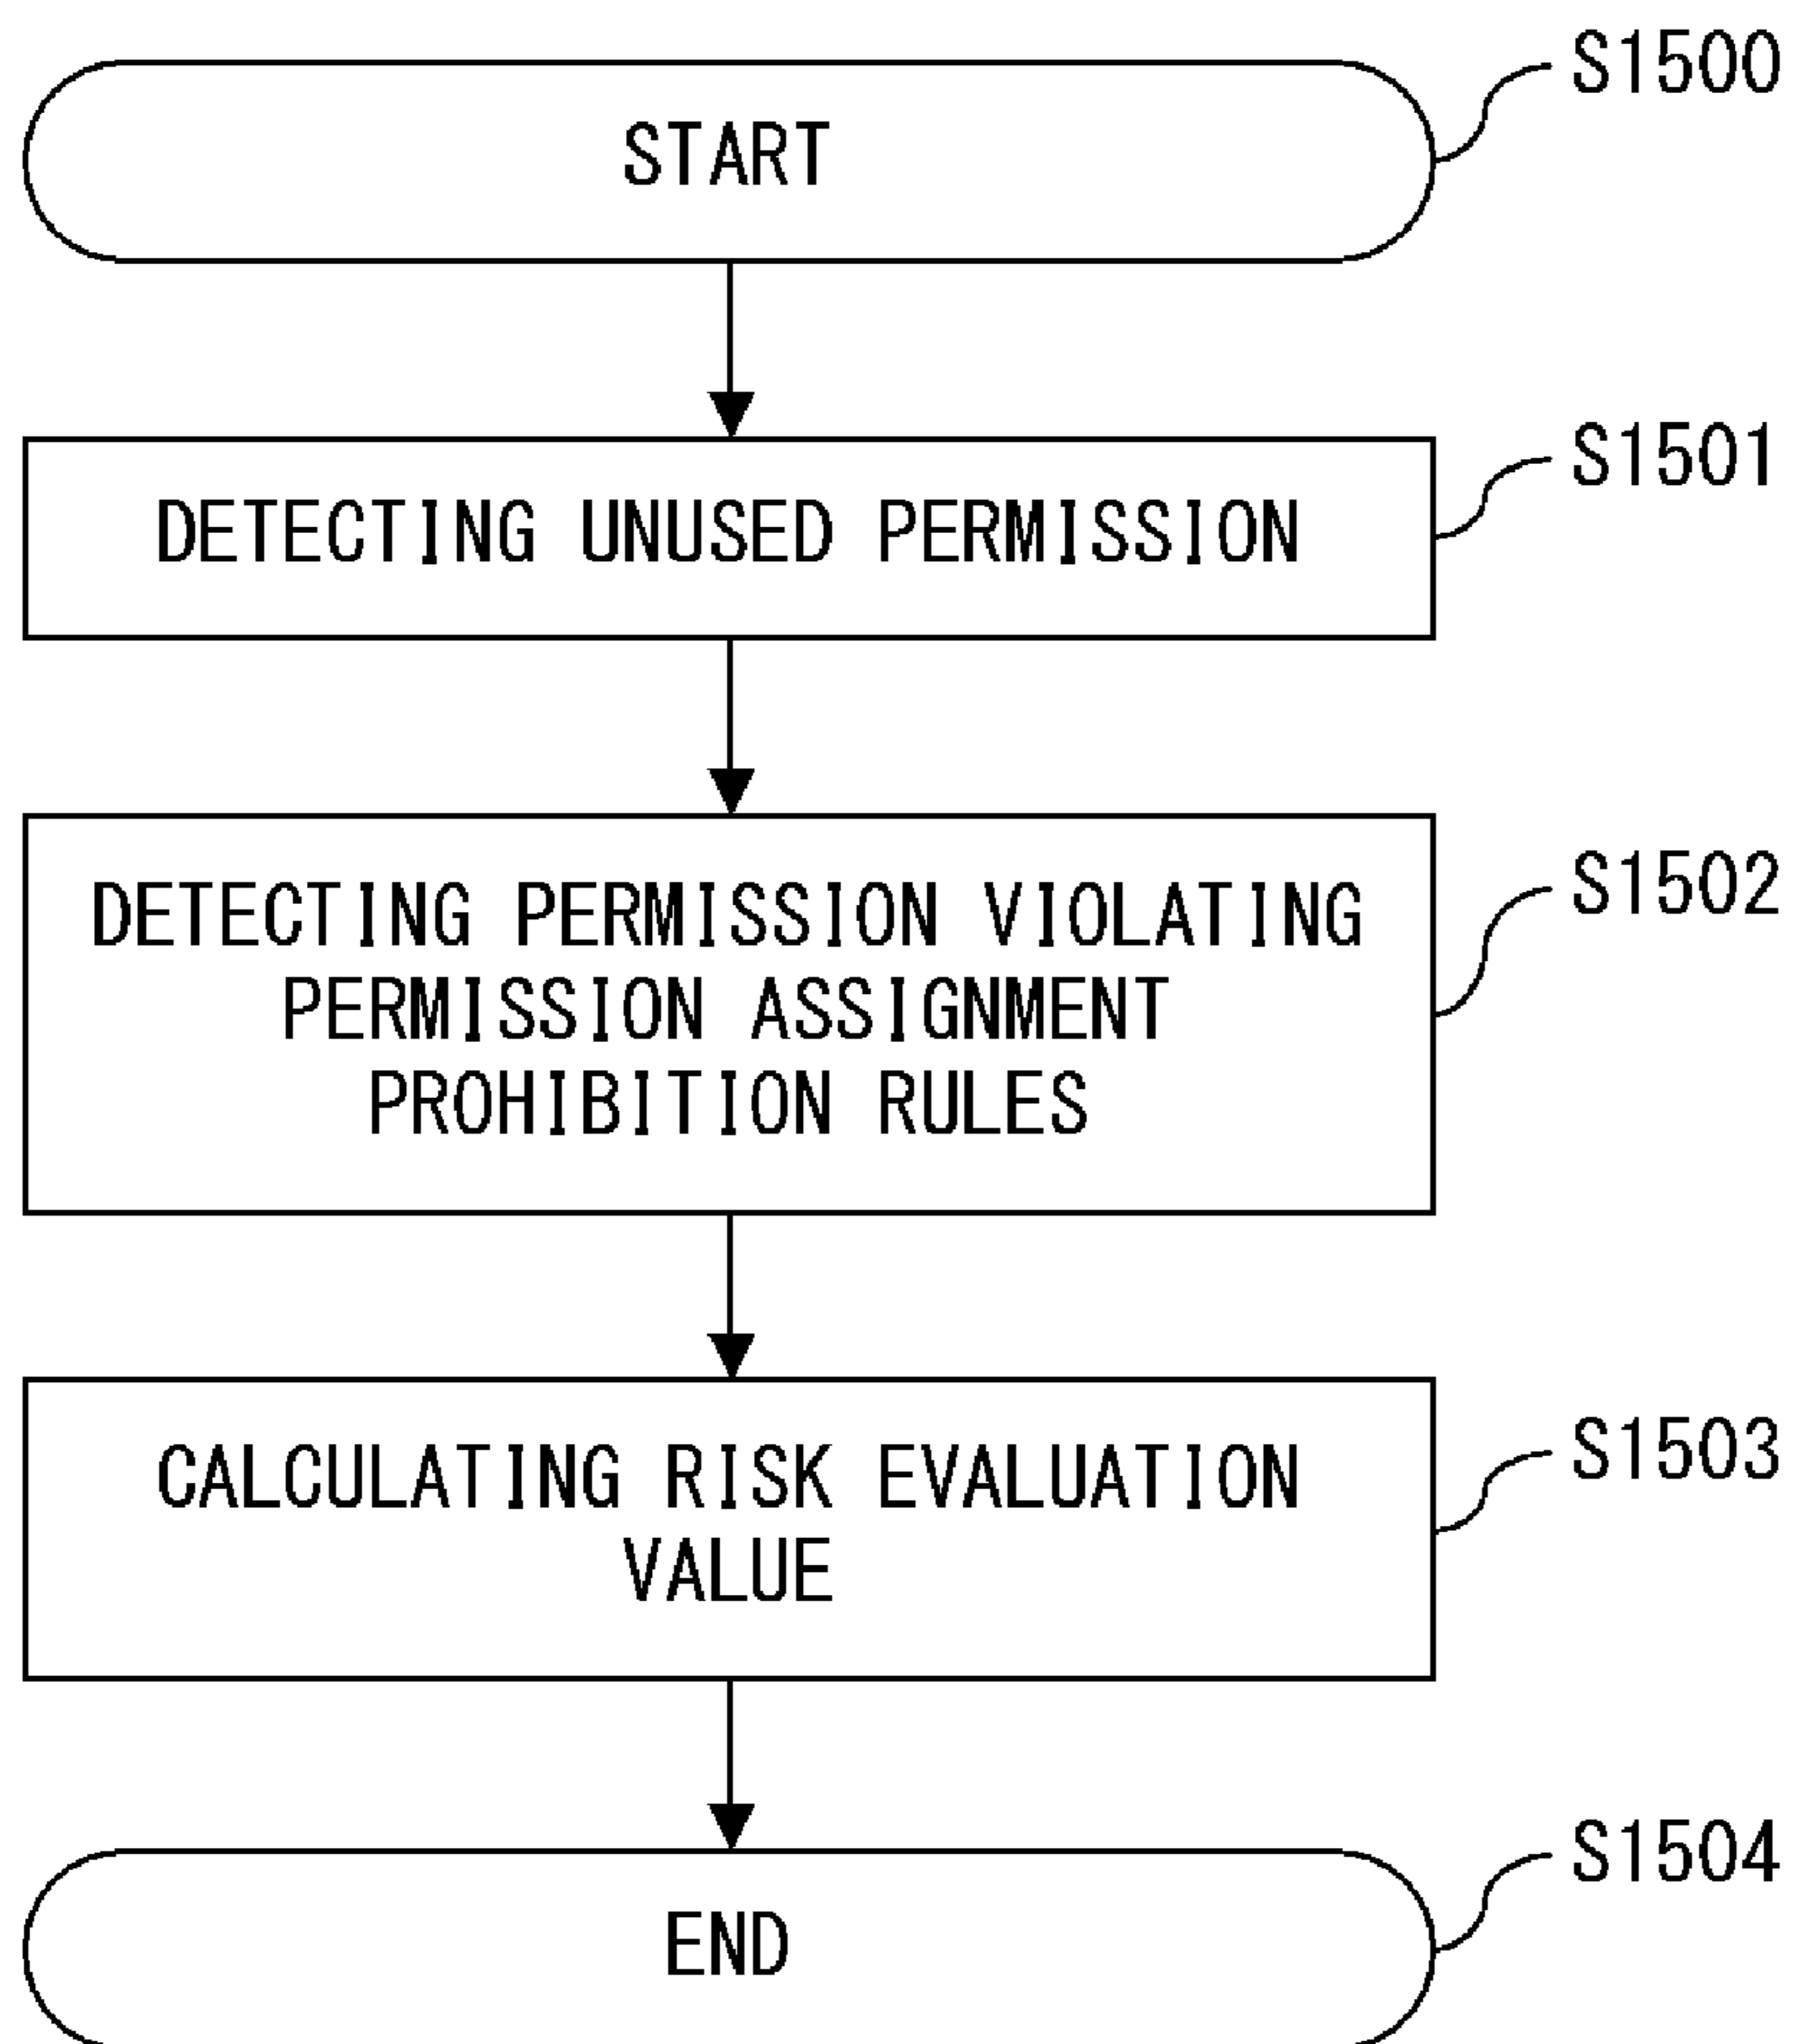 S1500
START
S1501
DETECTING UNUSED PERMISSION
S1502
DETECTING PERMISSION VIOLATING
PERMISSION ASSIGNMENT
PROHIBITION RULES
S1503
CALCULATING RISK EVALUATION
VALUE
S1504
END